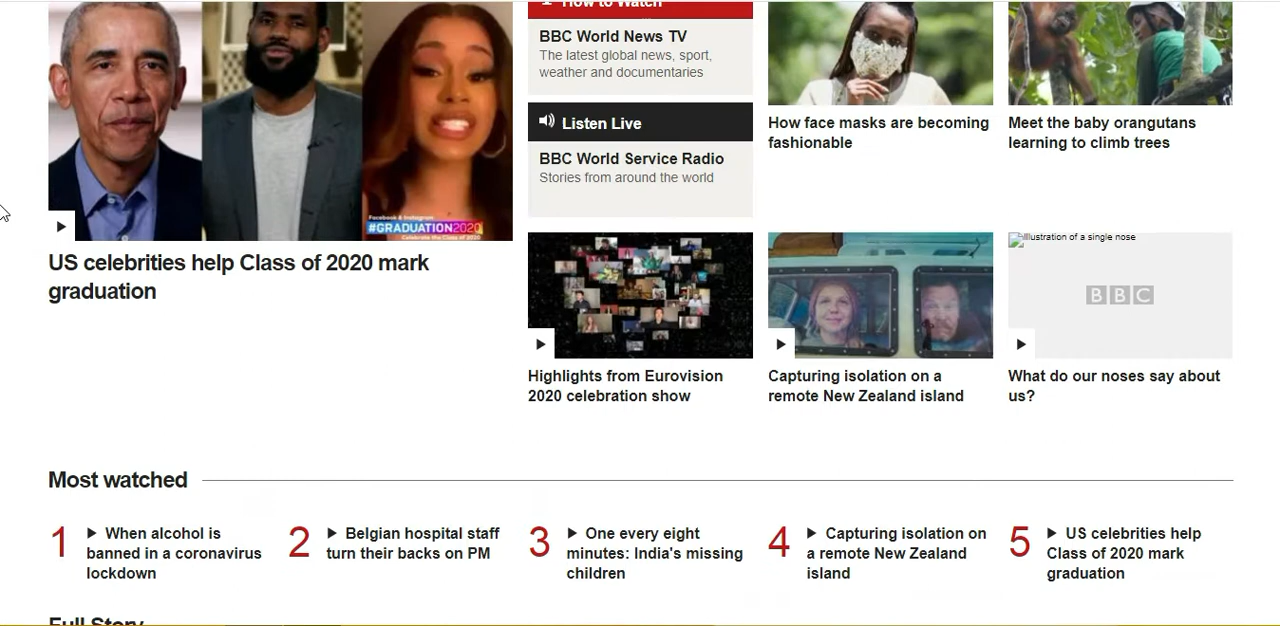 How to Watch
BBC World News TV
The latest global news, sport,
weather and documentaries
Listen Live
BBC World Service Radio
Stories from around the world
How face masks are becoming
fashionable
Meet the baby orangutans
learning to climb trees
Facebook & Instagram
#GRADUATION2020
Celebrate the Class of 2020
US celebrities help Class of 2020 mark
graduation
Highlights from Eurovision
2020 celebration show
Capturing isolation on a
remote New Zealand island
Illustration of a single nose
BBC
What do our noses say about
us?
Most watched
1 When alcohol is
banned in a coronavirus
lockdown
2 Belgian hospital staff
turn their backs on PM
3 One every eight
minutes: India's missing
children
4 Capturing isolation on
a remote New Zealand
island
5 US celebrities help
Class of 2020 mark
graduation
Full Story